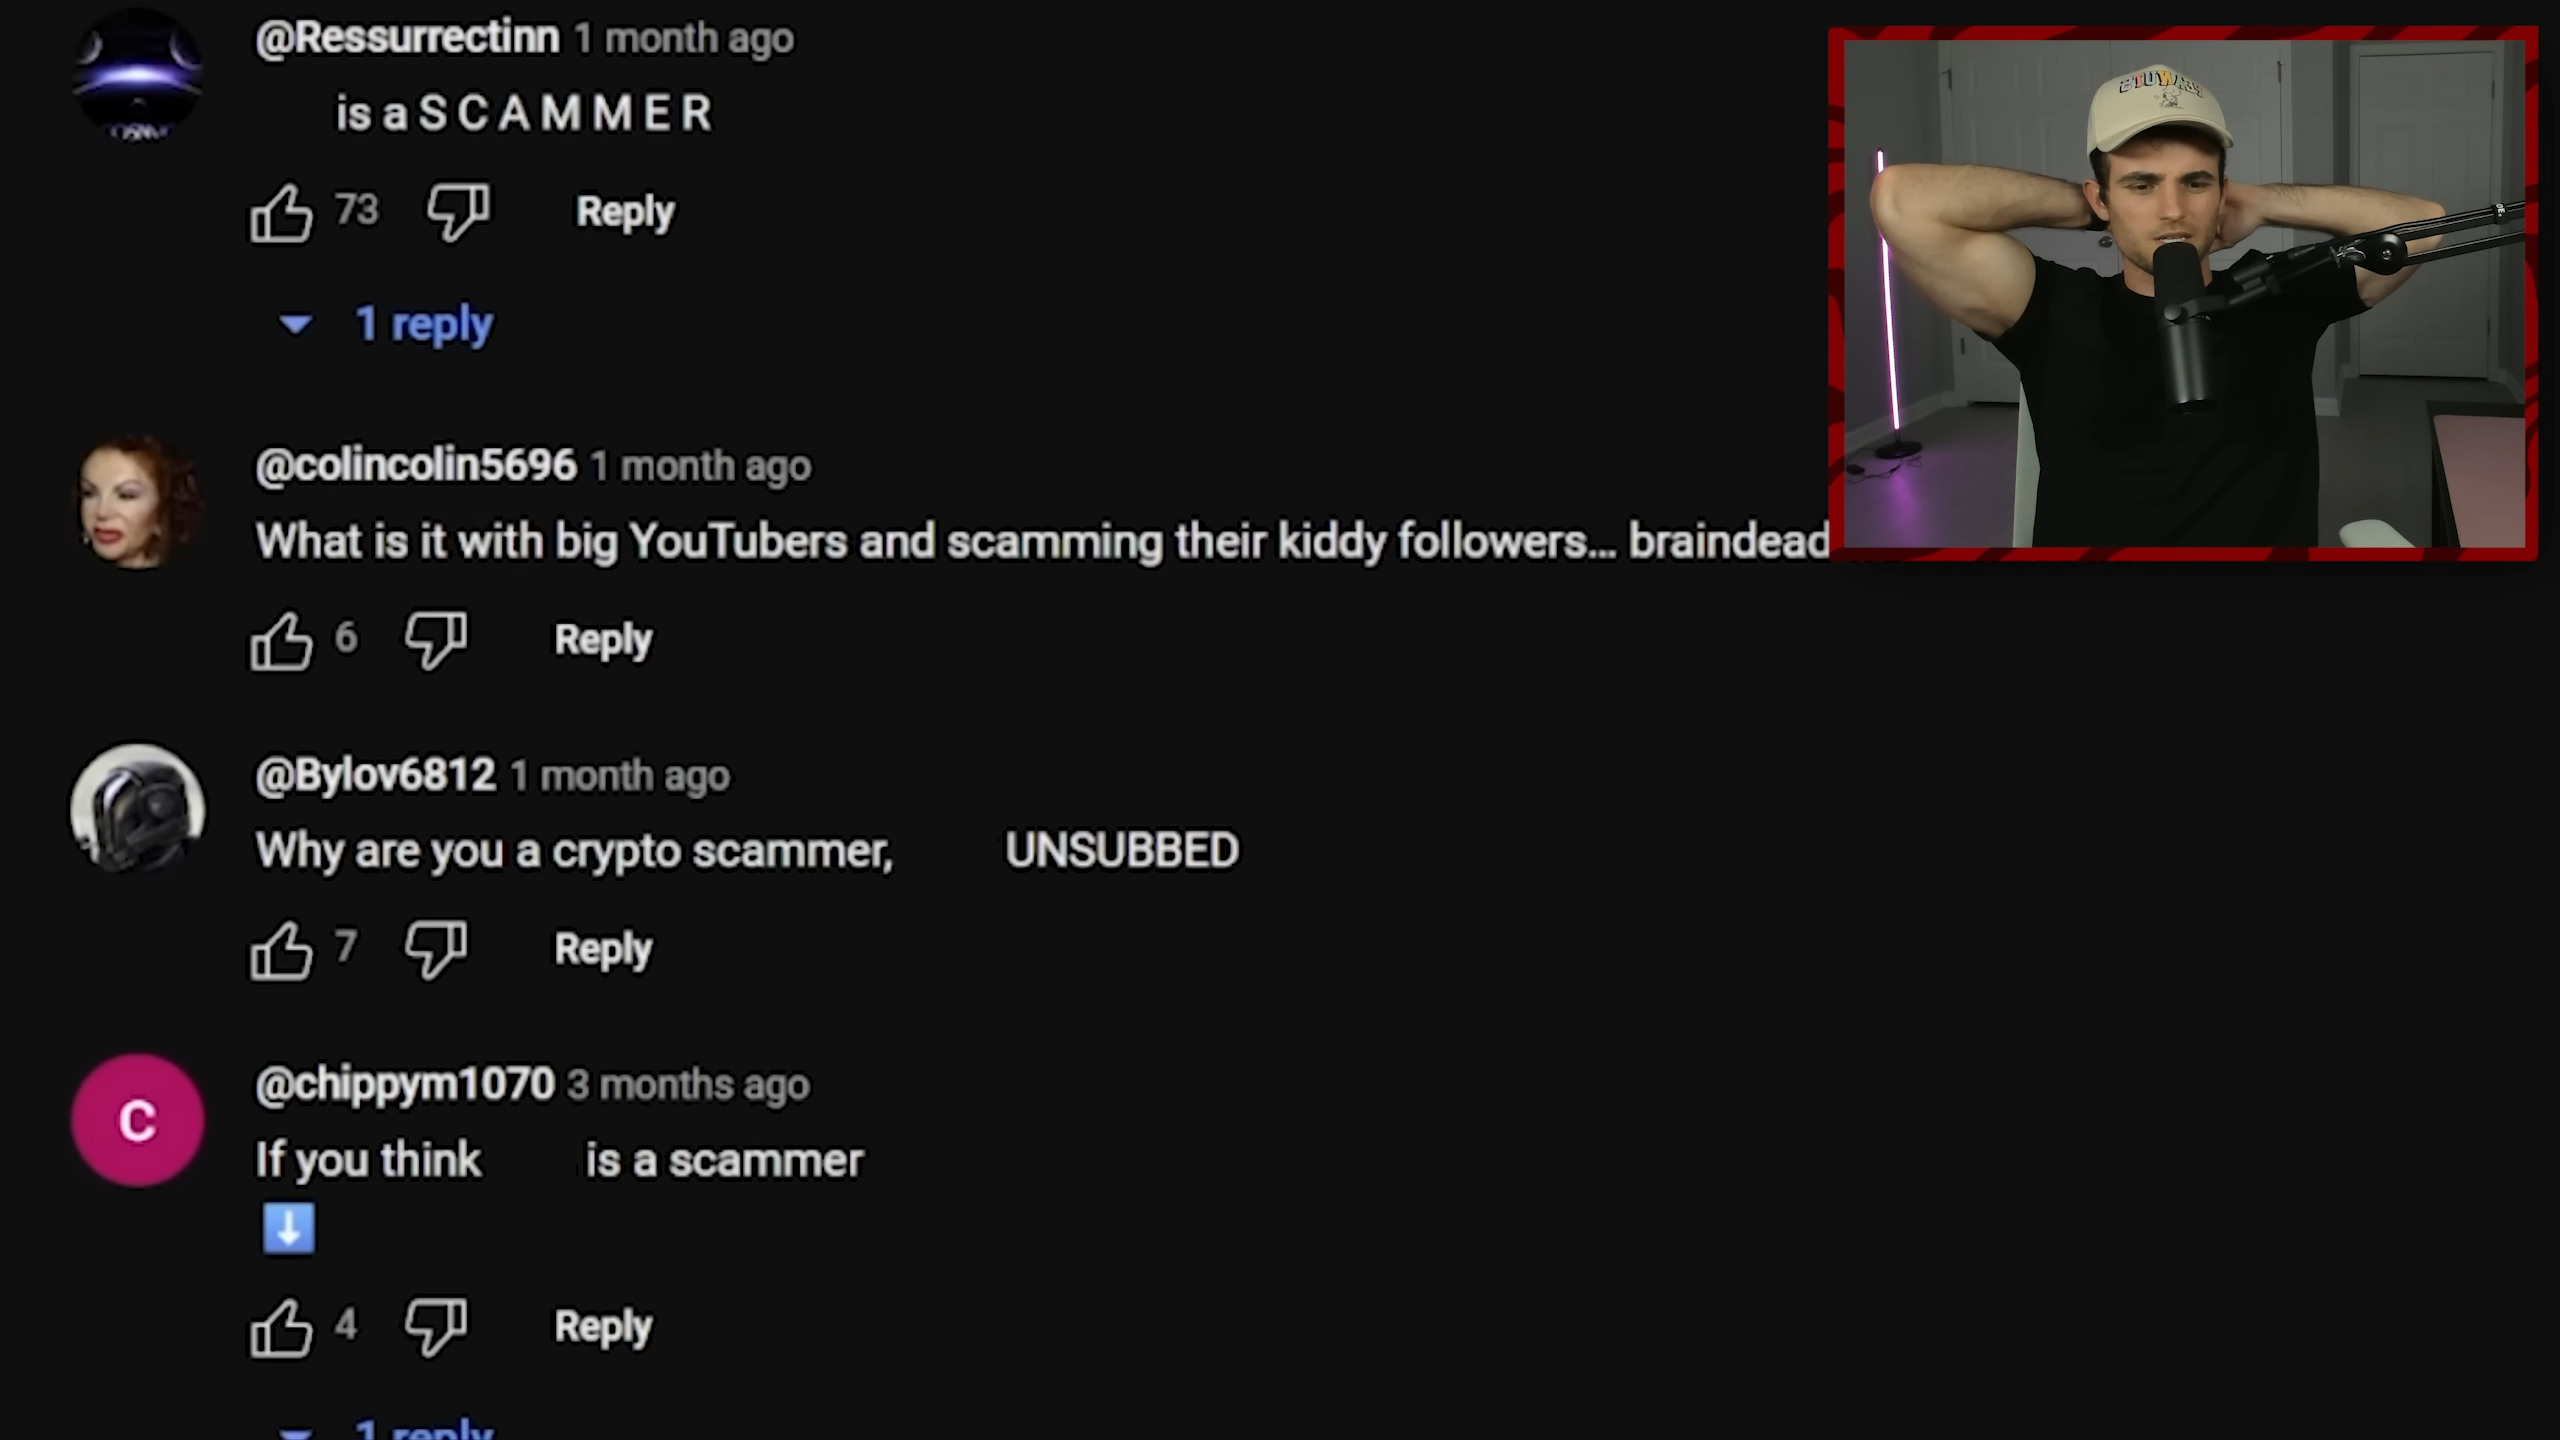 @Ressurrectinn 1 month ago
is a S C A M M E R
73 Reply
1 reply
@colincolin5696 1 month ago
What is it with big YouTubers and scamming their kiddy followers... braindead
6 Reply
@Bylov6812 1 month ago
Why are you a crypto scammer, UNSUBBED
7 Reply
C
@chippym1070 3 months ago
If you think is a scammer
4 Reply
1 reply